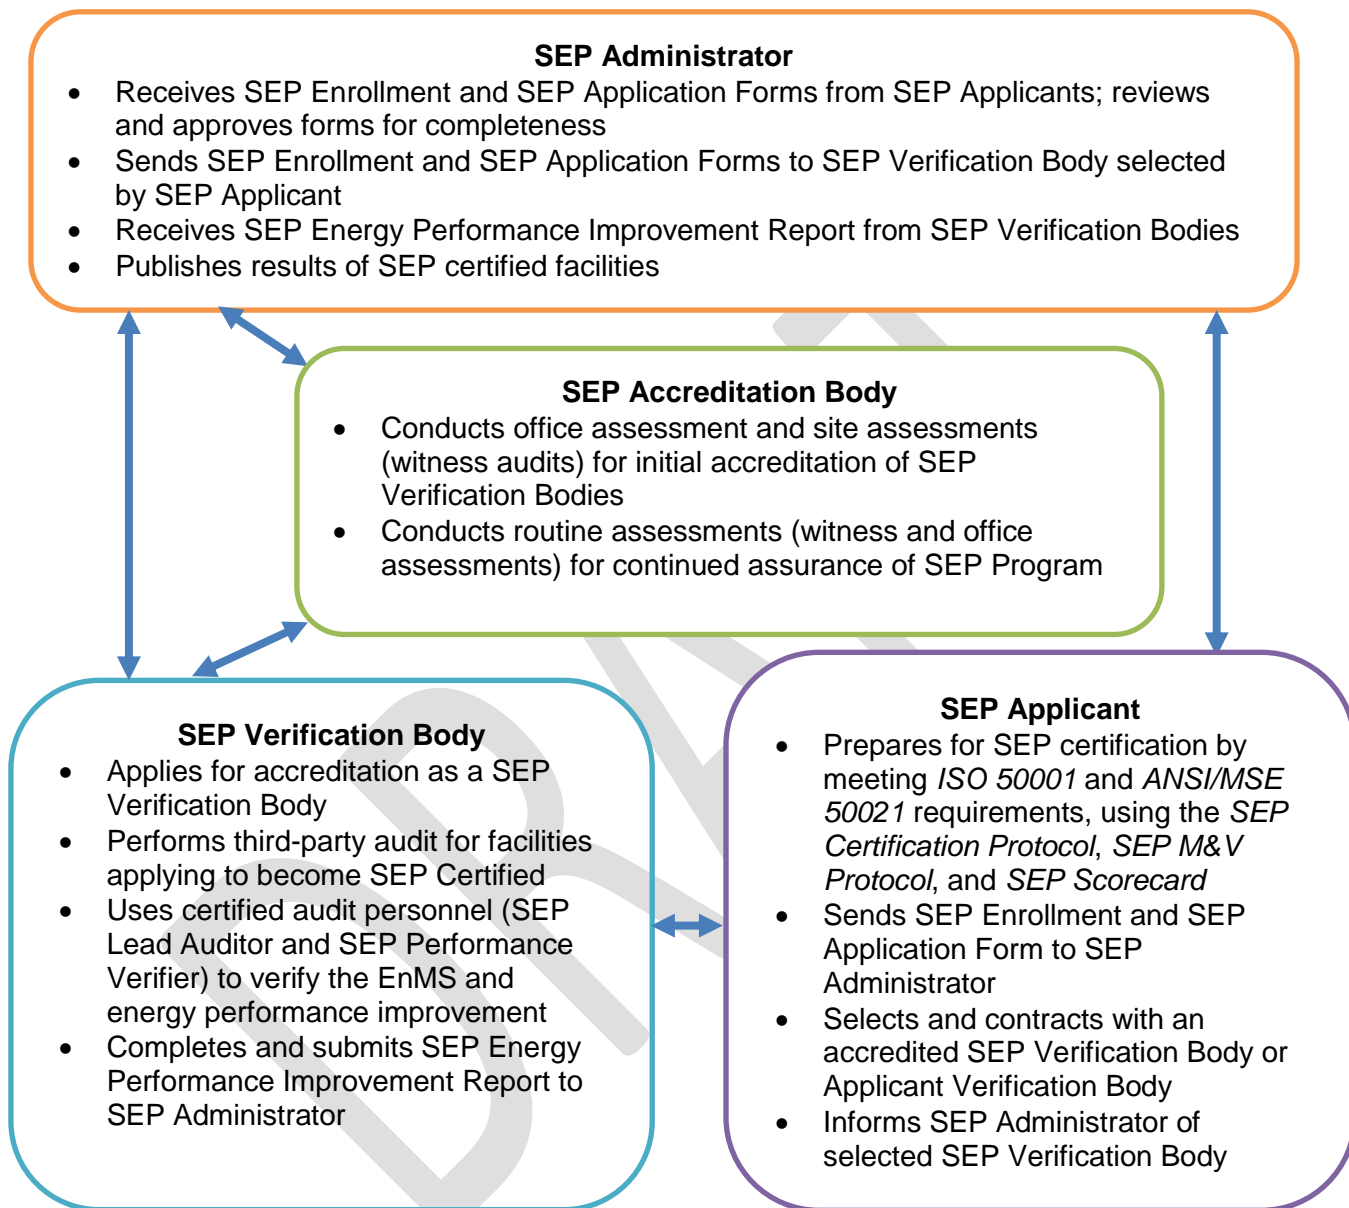 SEP Administrator
• Receives SEP Enrollment and SEP Application Forms from SEP Applicants; reviews
and approves forms for completeness
• Sends SEP Enrollment and SEP Application Forms to SEP Verification Body selected
by SEP Applicant
• Receives SEP Energy Performance Improvement Report from SEP Verification Bodies
• Publishes results of SEP certified facilities
SEP Accreditation Body
• Conducts office assessment and site assessments
(witness audits) for initial accreditation of SEP
Verification Bodies
• Conducts routine assessments (witness and office
assessments) for continued assurance of SEP Program
SEP Verification Body
• Applies for accreditation as a SEP
Verification Body
• Performs third-party audit for facilities
applying to become SEP Certified
• Uses certified audit personnel (SEP
Lead Auditor and SEP Performance
Verifier) to verify the EnMS and
energy performance improvement
• Completes and submits SEP Energy
Performance Improvement Report to
SEP Administrator
SEP Applicant
• Prepares for SEP certification by
meeting ISO 50001 and ANSI/MSE
50021 requirements, using the SEP
Certification Protocol, SEP M&V
Protocol, and SEP Scorecard
• Sends SEP Enrollment and SEP
Application Form to SEP
Administrator
• Selects and contracts with an
accredited SEP Verification Body or
Applicant Verification Body
• Informs SEP Administrator of
selected SEP Verification Body
DRAFT